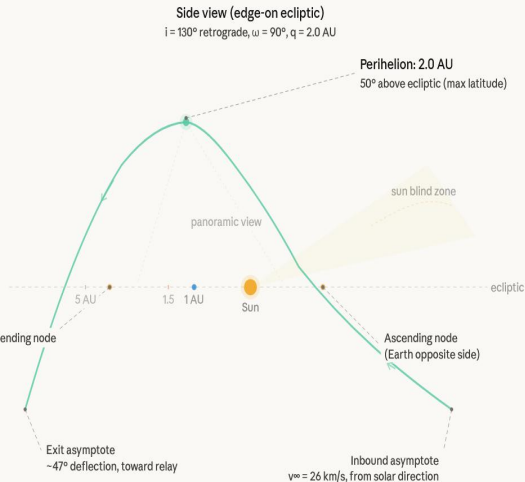 Side view (edge-on ecliptic)
i = 130° retrograde, ω = 90°, q = 2.0 AU
Perihelion: 2.0 AU
50° above ecliptic (max latitude)
sun blind zone
panoramic view
ecliptic
5 AU
1.5
1 AU
Sun
ending node
Ascending node
(Earth opposite side)
Exit asymptote
~47° deflection, toward relay
Inbound asymptote
v∞ = 26 km/s, from solar direction